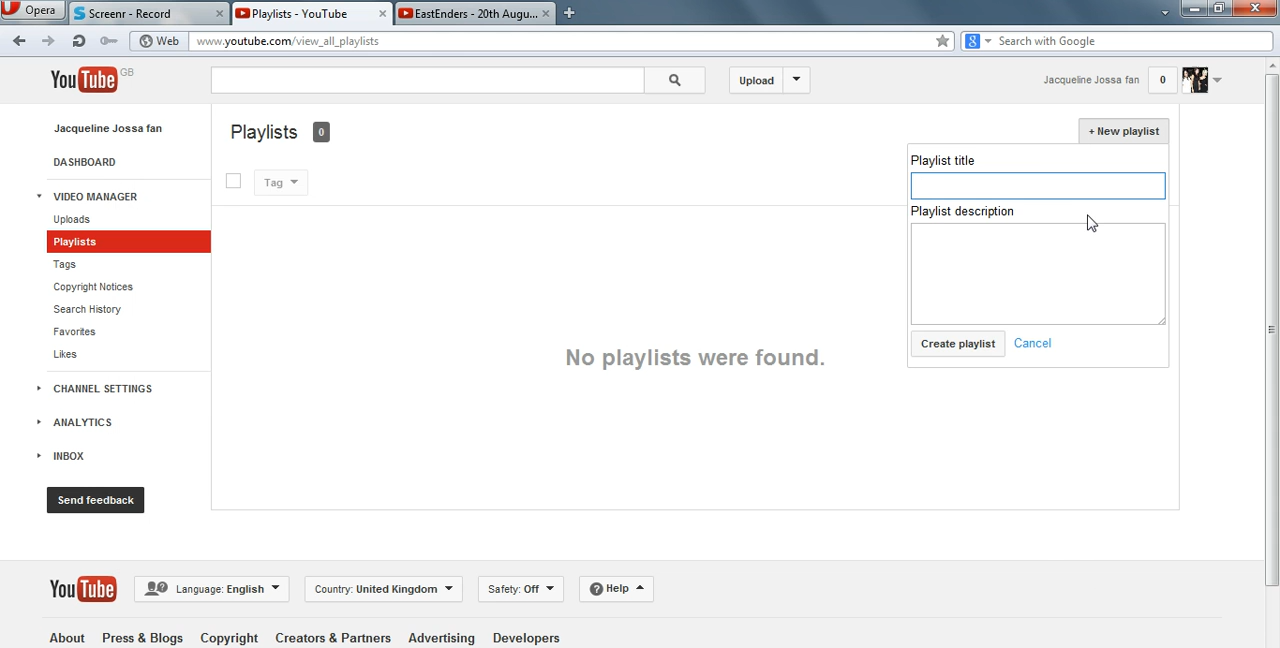 Opera
Screenr - Record
Playlists - YouTube
EastEnders - 20th Augu...
Web
www.youtube.com/view_all_playlists
Search with Google
YouTube GB
Upload
Jacqueline Jossa fan
0
Jacqueline Jossa fan
DASHBOARD
VIDEO MANAGER
Uploads
Playlists
Tags
Copyright Notices
Search History
Favorites
Likes
CHANNEL SETTINGS
ANALYTICS
INBOX
Send feedback
Playlists 0
+ New playlist
Tag
Playlist title
Playlist description
Create playlist
Cancel
No playlists were found.
YouTube
Language: English
Country: United Kingdom
Safety: Off
Help
About Press & Blogs Copyright Creators & Partners Advertising Developers